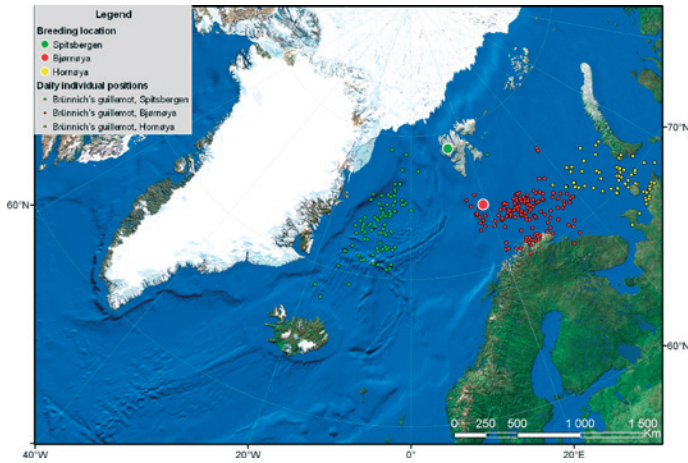 Legend
Breeding location
Spitsbergen
Bjørnøya
Hornøya
Daily individual positions
Brünnich's guillemot, Spitsbergen
Brünnich's guillemot, Bjørnøya
Brünnich's guillemot, Hornøya
70°N
60°N
60°N
0 250 500 1 000 1 500
Km
40°W 20°W 0° 20°E